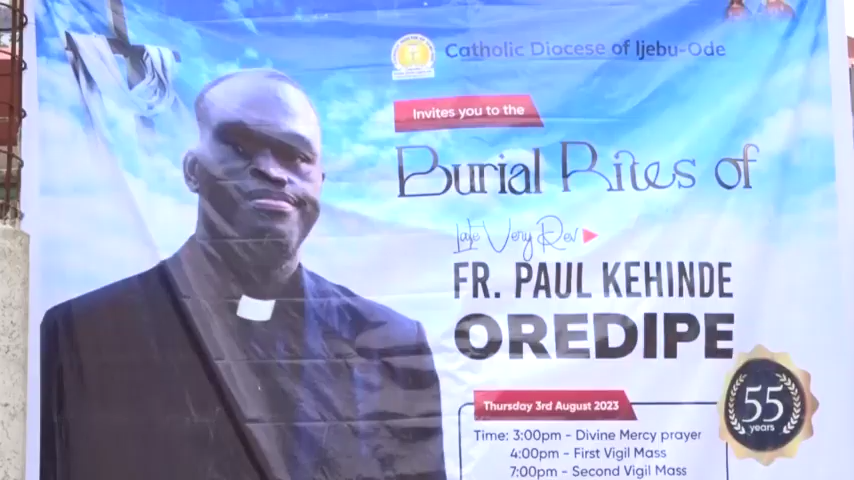 Catholic Diocese of Ijebu-Ode
Invites you to the
Burial Rites of
Late Very Rev
FR. PAUL KEHINDE
OREDIPE
Thursday 3rd August 2023
Time: 3:00pm - Divine Mercy prayer
4:00pm - First Vigil Mass
7:00pm - Second Vigil Mass
55
years